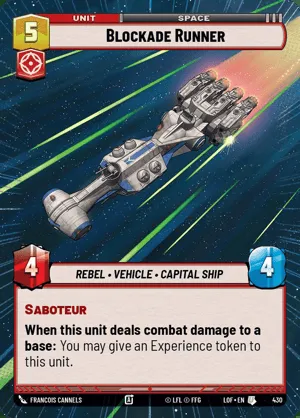 UNIT SPACE
5 BLOCKADE RUNNER
4 REBEL • VEHICLE • CAPITAL SHIP 4
SABOTEUR
When this unit deals combat damage to a
base: You may give an Experience token to
this unit.
FRANCOIS CANNELS © LFL © FFG LOF • EN 430